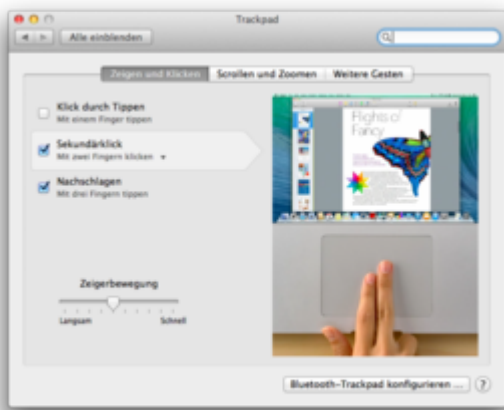 Trackpad
Alle einblenden
Zeigen und Klicken
Scrollen und Zoomen
Weitere Gesten
Klick durch Tippen
Mit einem Finger tippen
Sekundärklick
Mit zwei Fingern klicken
Nachschlagen
Mit drei Fingern tippen
Flights of
Fancy
Zeigerbewegung
Langsam
Schnell
Bluetooth-Trackpad konfigurieren ...
?